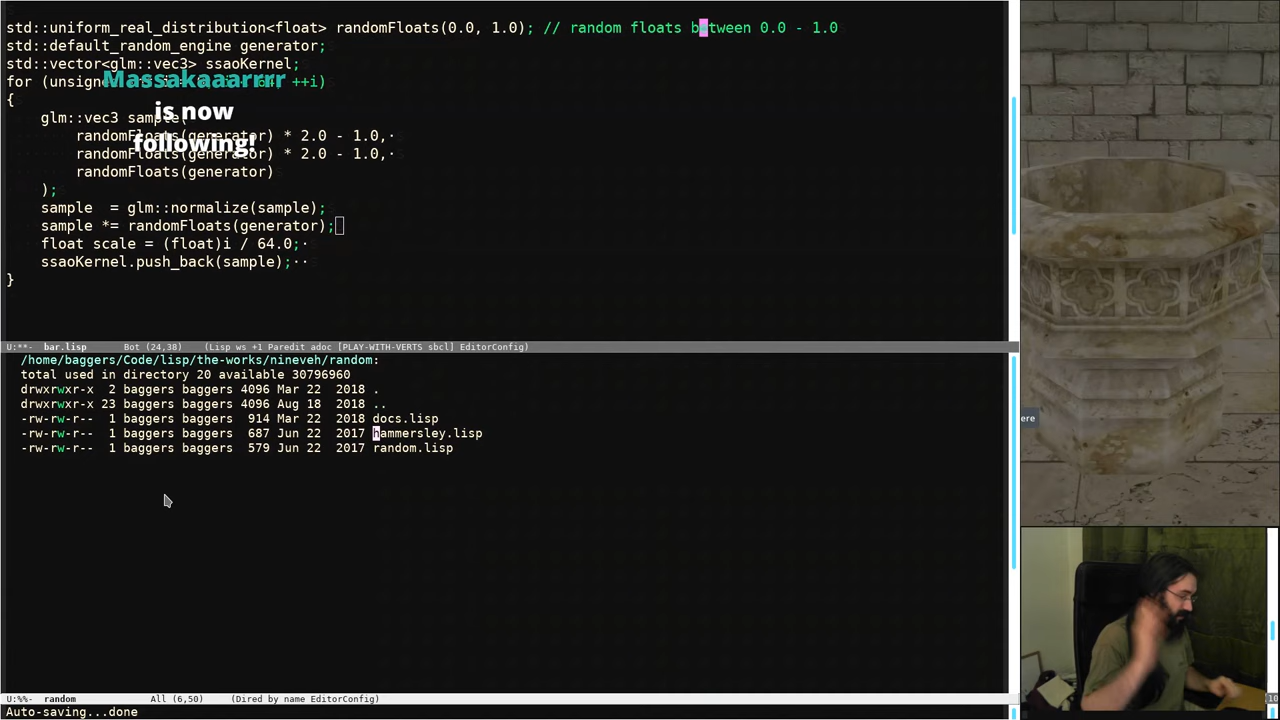 std::uniform_real_distribution<float> randomFloats(0.0, 1.0); // random floats between 0.0 - 1.0
std::default_random_engine generator;
std::vector<glm::vec3> ssaoKernel;
for (unsigned ++i)
Massakaaarrrr
is now
following!
{
glm::vec3 sample(
randomFloats(generator) * 2.0 - 1.0,·
randomFloats(generator) * 2.0 - 1.0,·
randomFloats(generator)
);
sample  = glm::normalize(sample);
sample *= randomFloats(generator);
float scale = (float)i / 64.0;·
ssaoKernel.push_back(sample);··
}
U:**-  bar.lisp      Bot (24,38)    (Lisp ws +1 Paredit adoc [PLAY-WITH-VERTS sbcl] EditorConfig)
/home/baggers/Code/lisp/the-works/nineveh/random:
total used in directory 20 available 30796960
drwxrwxr-x  2 baggers baggers 4096 Mar 22  2018 .
drwxrwxr-x 23 baggers baggers 4096 Aug 18  2018 ..
-rw-rw-r--  1 baggers baggers  914 Mar 22  2018 docs.lisp
-rw-rw-r--  1 baggers baggers  687 Jun 22  2017 hammersley.lisp
-rw-rw-r--  1 baggers baggers  579 Jun 22  2017 random.lisp
ere
U:%%-  random         All (6,50)     (Dired by name EditorConfig)
Auto-saving...done
10